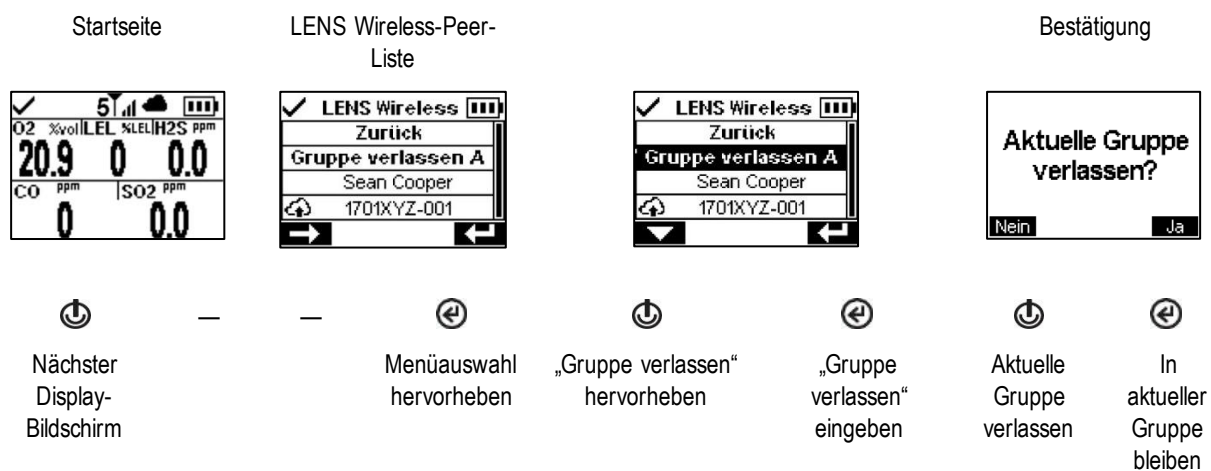 Startseite
LENS Wireless-Peer-
Liste
Bestätigung
5
O2 %vol LEL %LEL H2S ppm
20.9 0 0.0
CO ppm SO2 ppm
0 0.0
LENS Wireless
Zurück
Gruppe verlassen A
Sean Cooper
1701XYZ-001
LENS Wireless
Zurück
Gruppe verlassen A
Sean Cooper
1701XYZ-001
Aktuelle Gruppe
verlassen?
Nein Ja
— —
Nächster
Display-
Bildschirm
Menüauswahl
hervorheben
„Gruppe verlassen“
hervorheben
„Gruppe
verlassen“
eingeben
Aktuelle
Gruppe
verlassen
In
aktueller
Gruppe
bleiben